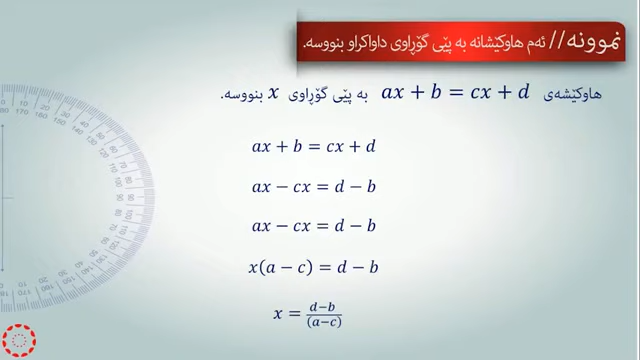 نموونە// ئەم هاوکێشانە بە پێی گۆڕاوی داواکراو بنووسە.
هاوکێشەی ax + b = cx + d بە پێی گۆڕاوی x بنووسە.
ax + b = cx + d
ax − cx = d − b
ax − cx = d − b
x(a − c) = d − b
x = \frac{d−b}{(a−c)}